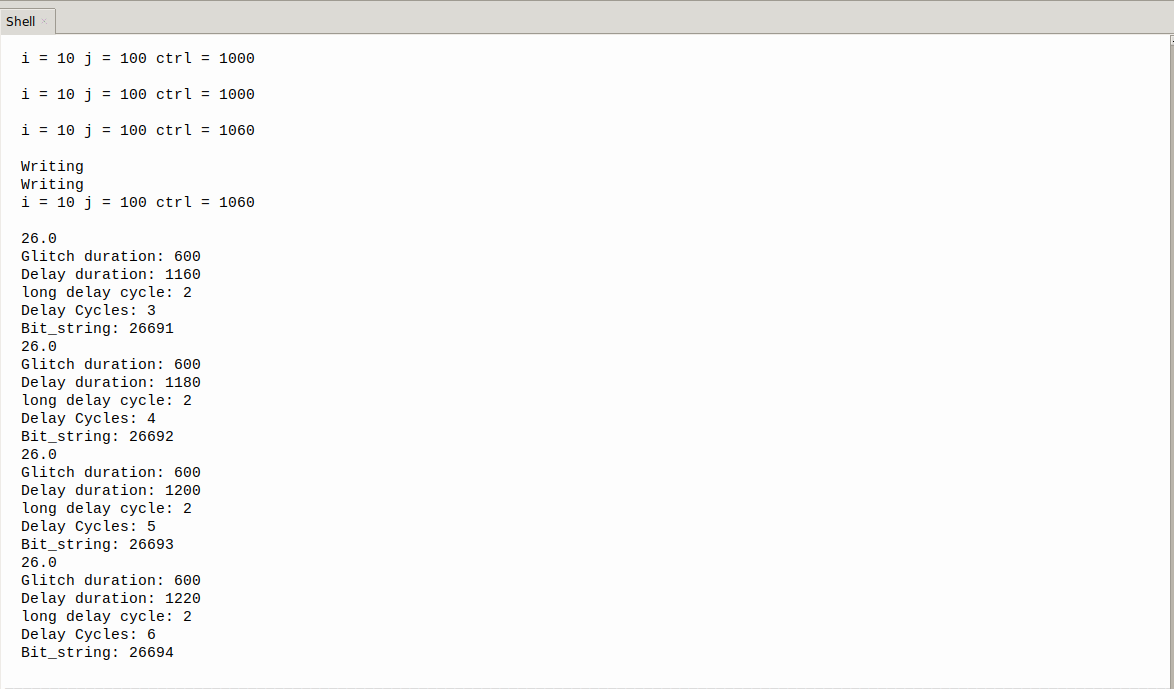 Shell
i = 10 j = 100 ctrl = 1000
i = 10 j = 100 ctrl = 1000
i = 10 j = 100 ctrl = 1060
Writing
Writing
i = 10 j = 100 ctrl = 1060
26.0
Glitch duration: 600
Delay duration: 1160
long delay cycle: 2
Delay Cycles: 3
Bit_string: 26691
26.0
Glitch duration: 600
Delay duration: 1180
long delay cycle: 2
Delay Cycles: 4
Bit_string: 26692
26.0
Glitch duration: 600
Delay duration: 1200
long delay cycle: 2
Delay Cycles: 5
Bit_string: 26693
26.0
Glitch duration: 600
Delay duration: 1220
long delay cycle: 2
Delay Cycles: 6
Bit_string: 26694